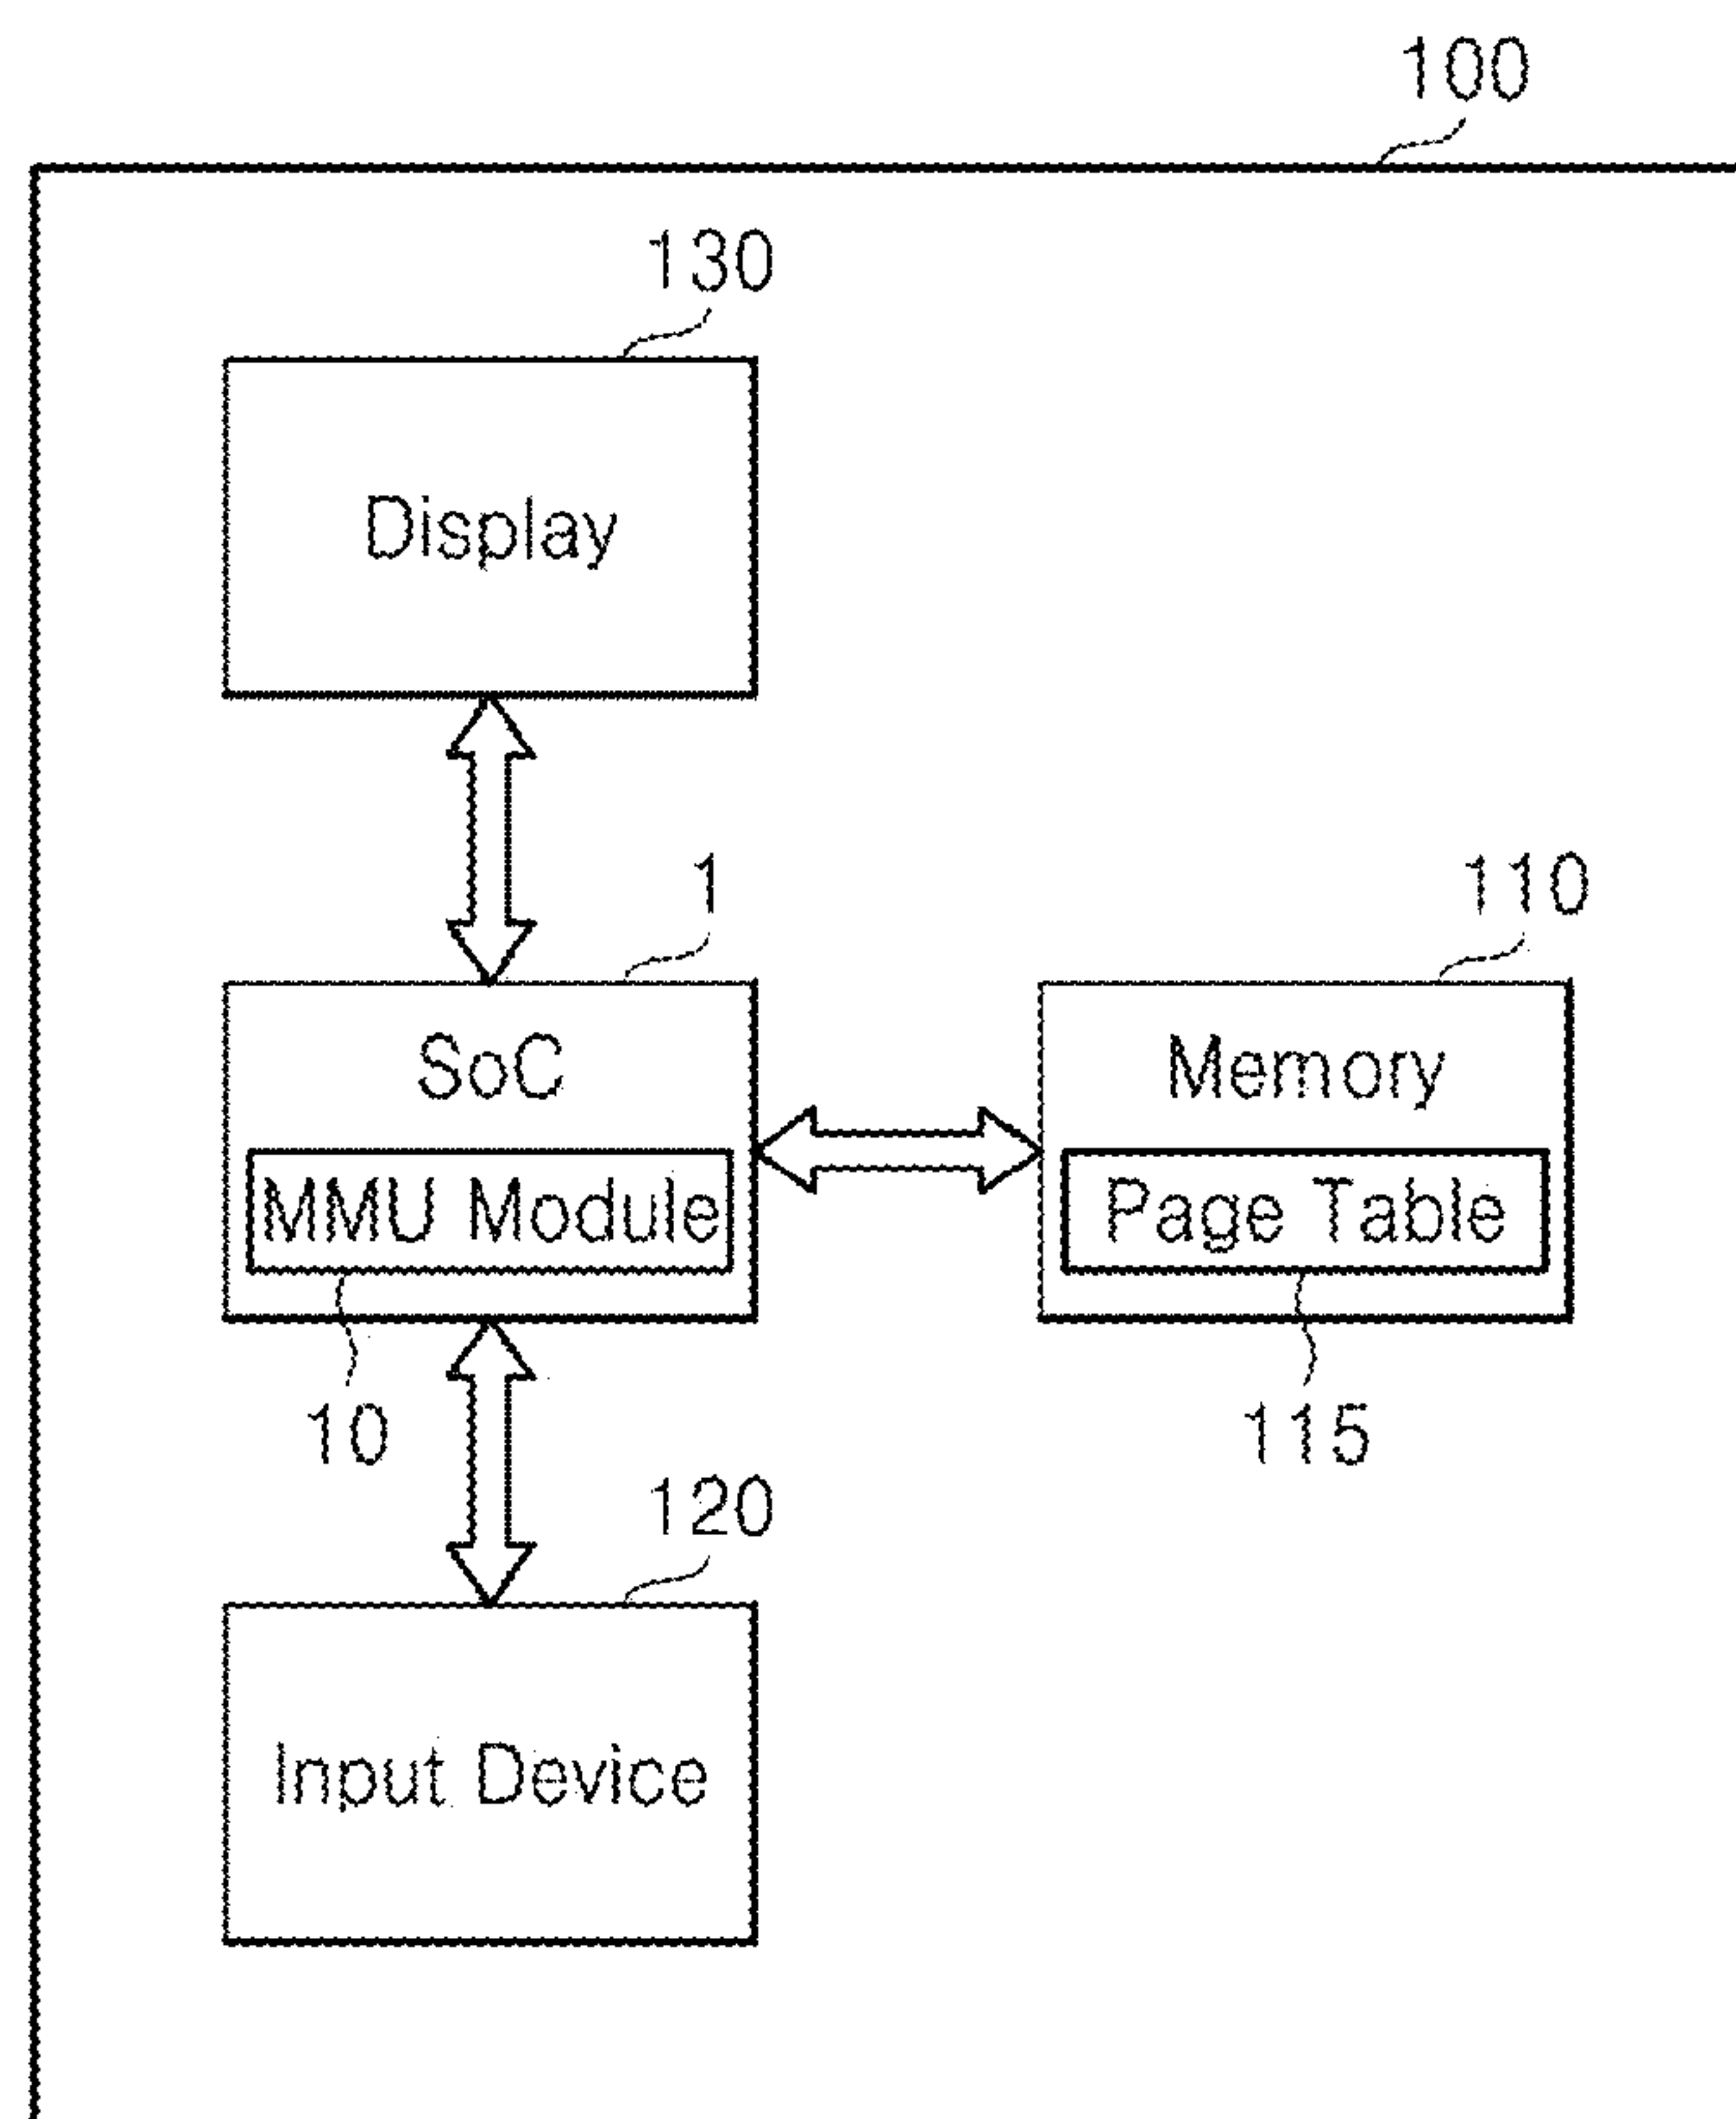 100
130
Display
1
110
SoC
Memory
MMU Module
Page Table
10
115
120
Input Device